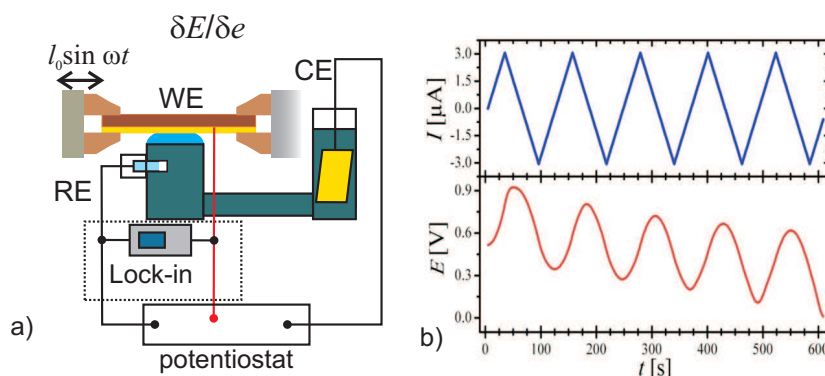 δE/δe
l₀sin ωt
CE
WE
RE
Lock-in
a)
potentiostat
b)
I [µA]
3.0
1.5
0.0
-1.5
-3.0
E [V]
0.9
0.6
0.3
0.0
0 100 200 300 400 500 600
t [s]